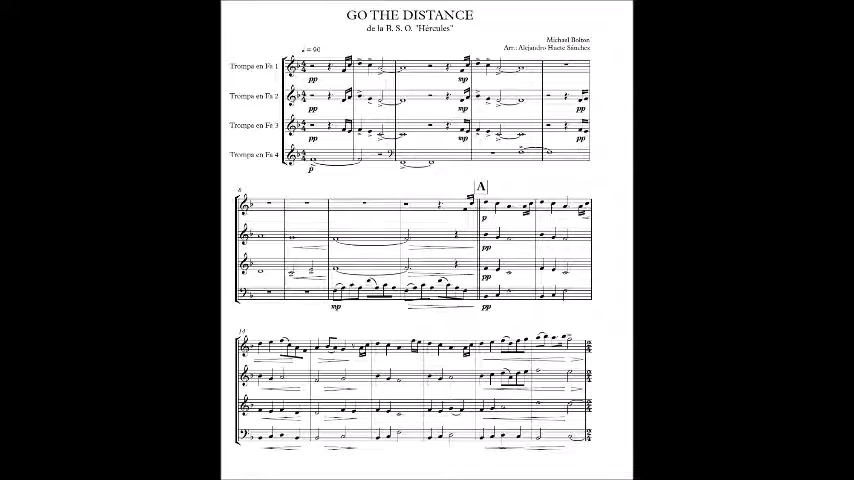 GO THE DISTANCE
de la B. S. O. "Hércules"
Michael Bolton
Arr.: Alejandro Huete Sánchez
♩ = 90
Trompa en Fa 1
Trompa en Fa 2
Trompa en Fa 3
Trompa en Fa 4
pp mp
pp mp pp
pp mp pp
p
A
p
pp
pp
mp pp
14